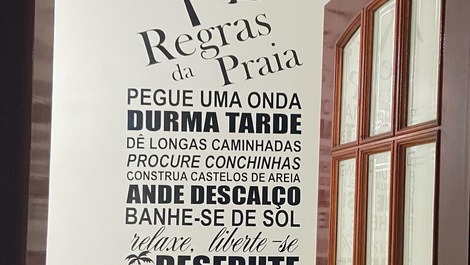 Regras
da Praia
PEGUE UMA ONDA
DURMA TARDE
DÊ LONGAS CAMINHADAS
PROCURE CONCHINHAS
CONSTRUA CASTELOS DE AREIA
ANDE DESCALÇO
BANHE-SE DE SOL
relaxe, liberte-se
DESFRUTE